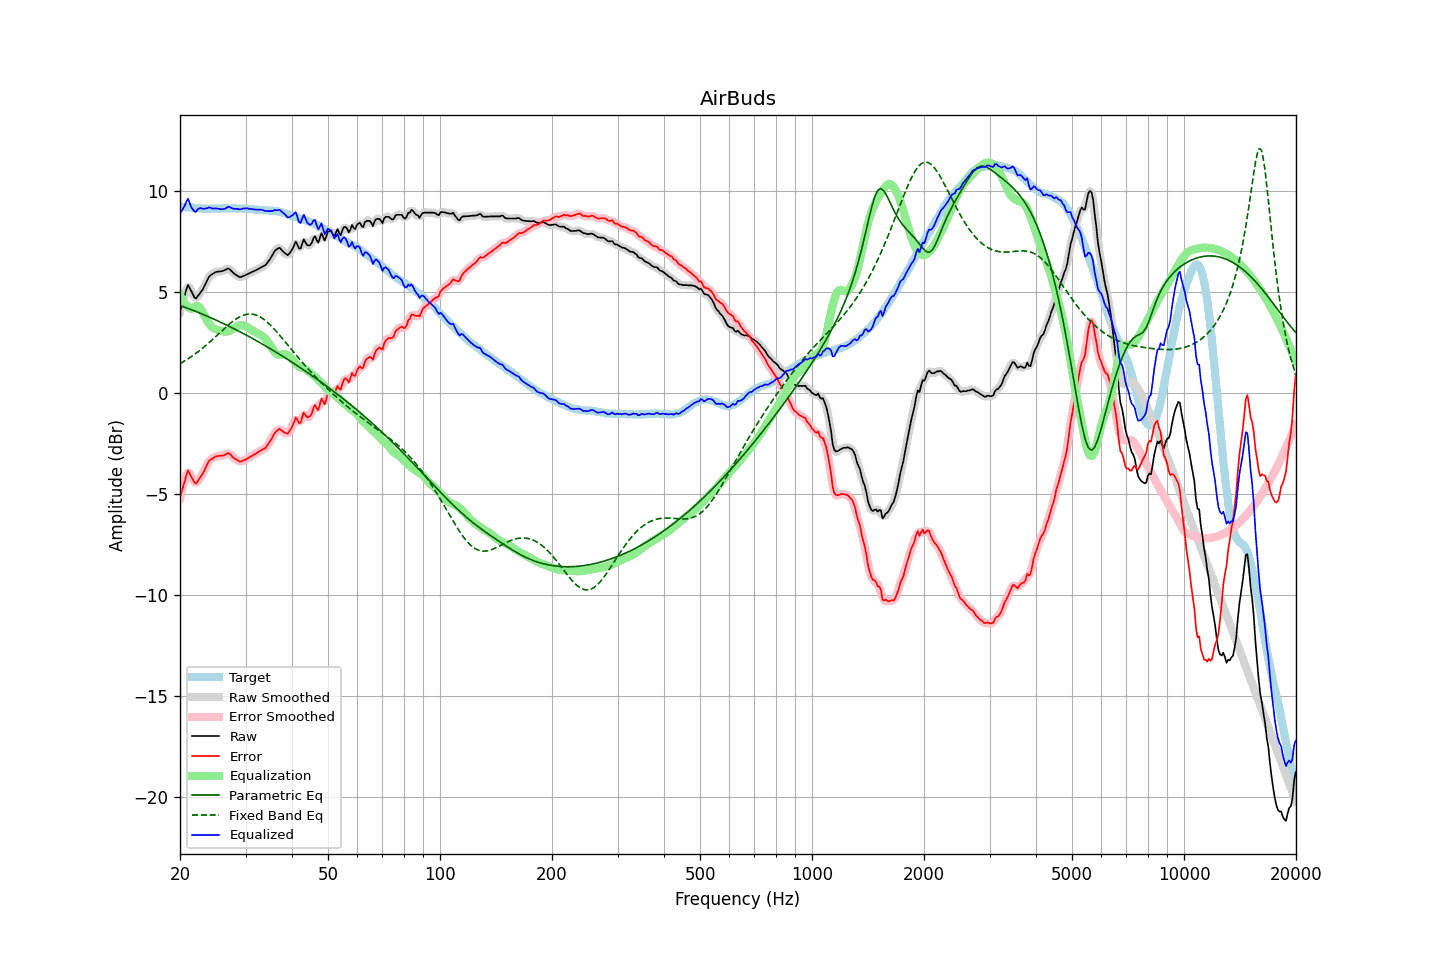 AirBuds
Amplitude (dBr)
10
5
0
−5
−10
−15
−20
Target
Raw Smoothed
Error Smoothed
Raw
Error
Equalization
Parametric Eq
Fixed Band Eq
Equalized
20 50 100 200 500 1000 2000 5000 10000 20000
Frequency (Hz)